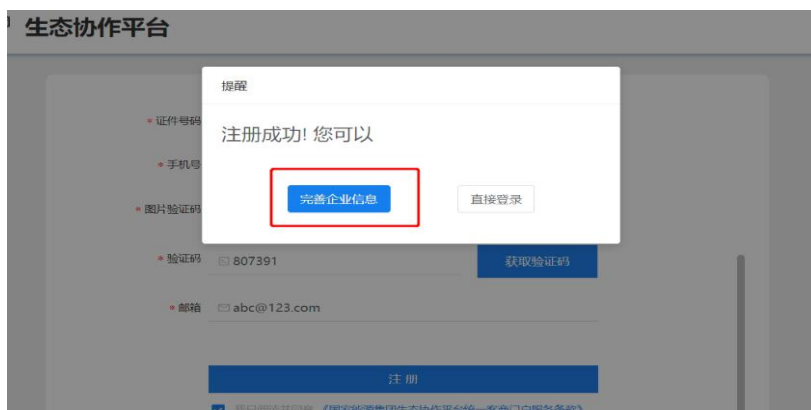 生态协作平台
提醒
* 证件号码
注册成功! 您可以
* 手机号
完善企业信息
直接登录
* 图片验证码
* 验证码 807391 获取验证码
* 邮箱 abc@123.com
注 册